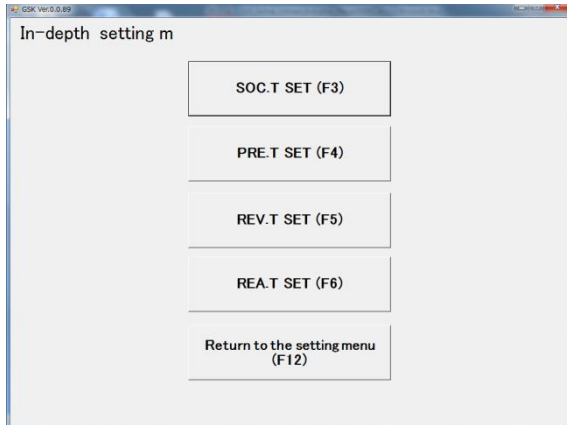 GSK Ver.0.0.89
In-depth setting m
SOC.T SET (F3)
PRE.T SET (F4)
REV.T SET (F5)
REA.T SET (F6)
Return to the setting menu
(F12)